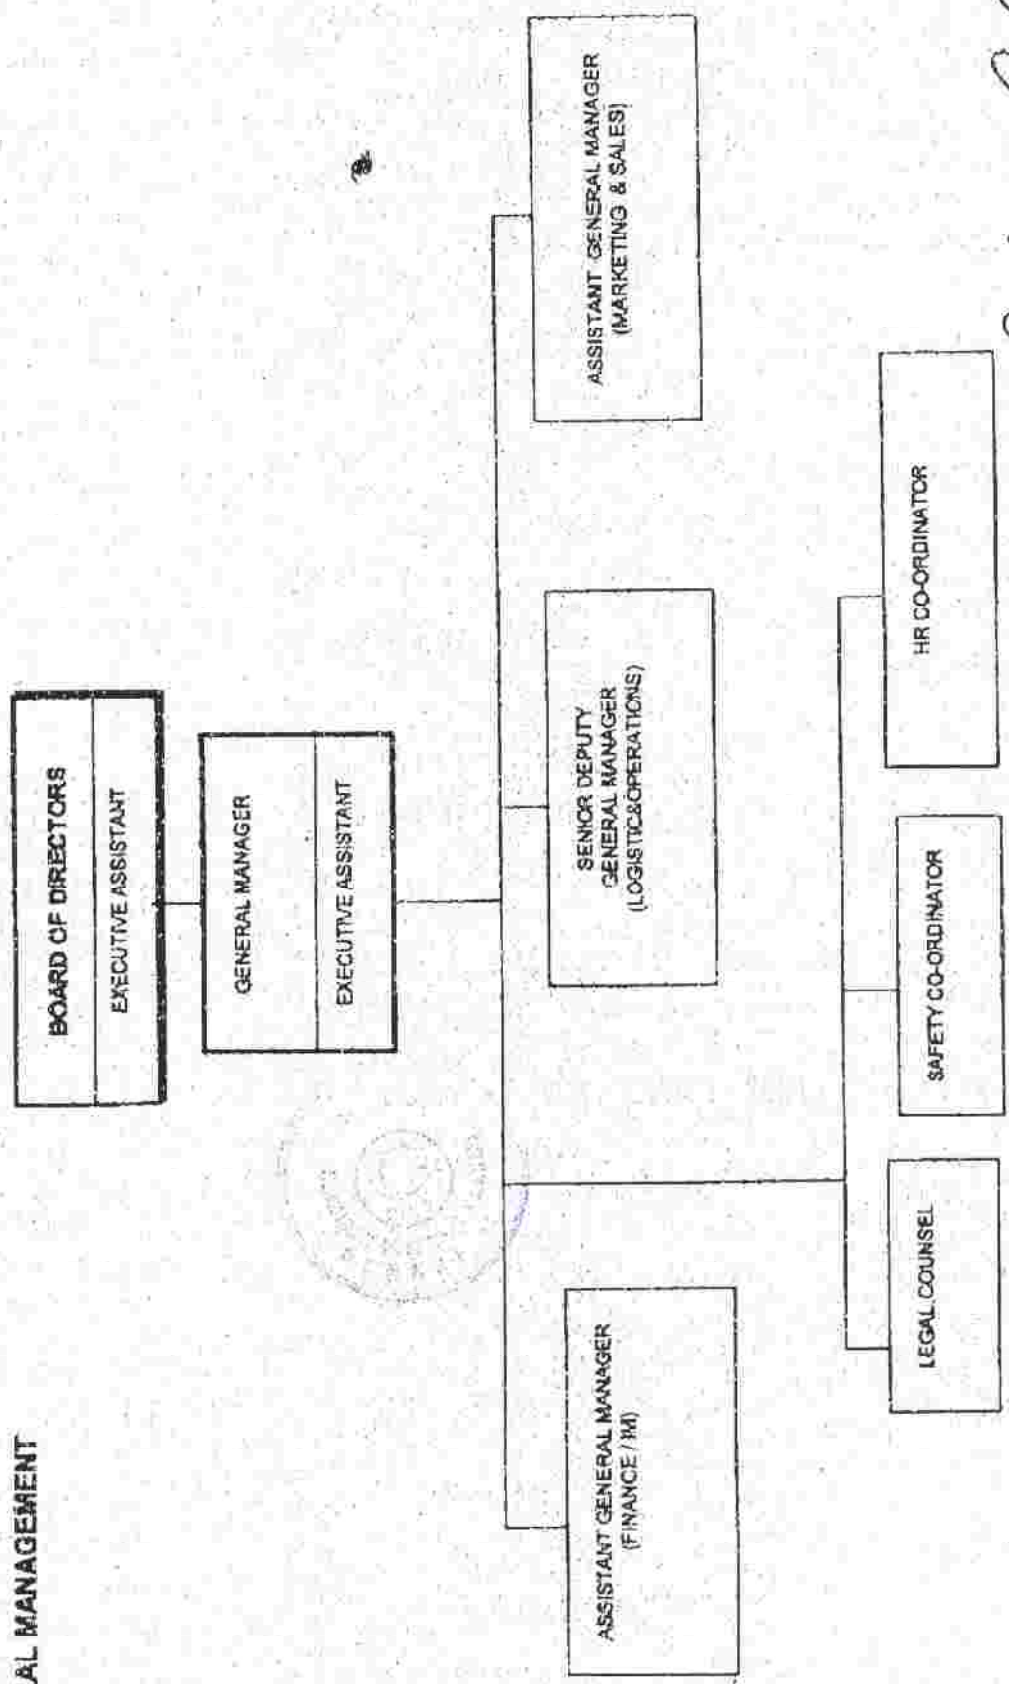 AL MANAGEMENT
BOARD OF DIRECTORS
EXECUTIVE ASSISTANT
GENERAL MANAGER
EXECUTIVE ASSISTANT
ASSISTANT GENERAL MANAGER
(FINANCE / IM)
SENIOR DEPUTY
GENERAL MANAGER
(LOGISTIC&OPERATIONS)
ASSISTANT GENERAL MANAGER
(MARKETING & SALES)
LEGAL COUNSEL
SAFETY CO-ORDINATOR
HR CO-ORDINATOR